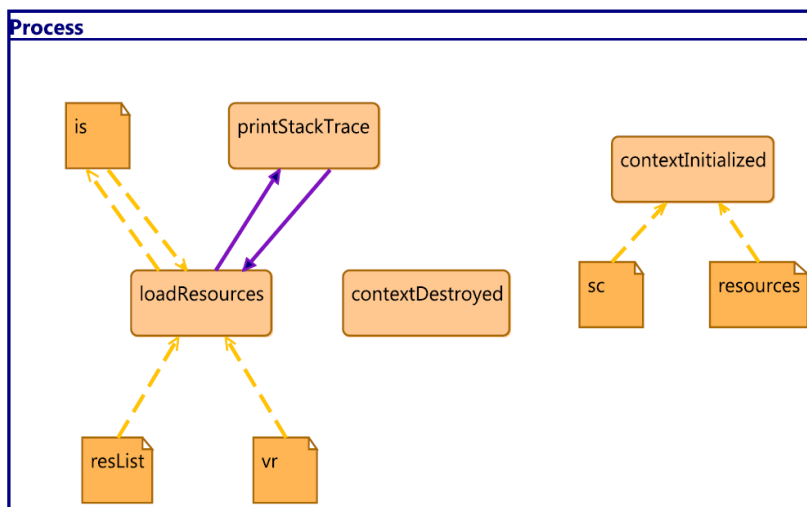 Process
is
printStackTrace
contextInitialized
loadResources
contextDestroyed
sc
resources
resList
vr